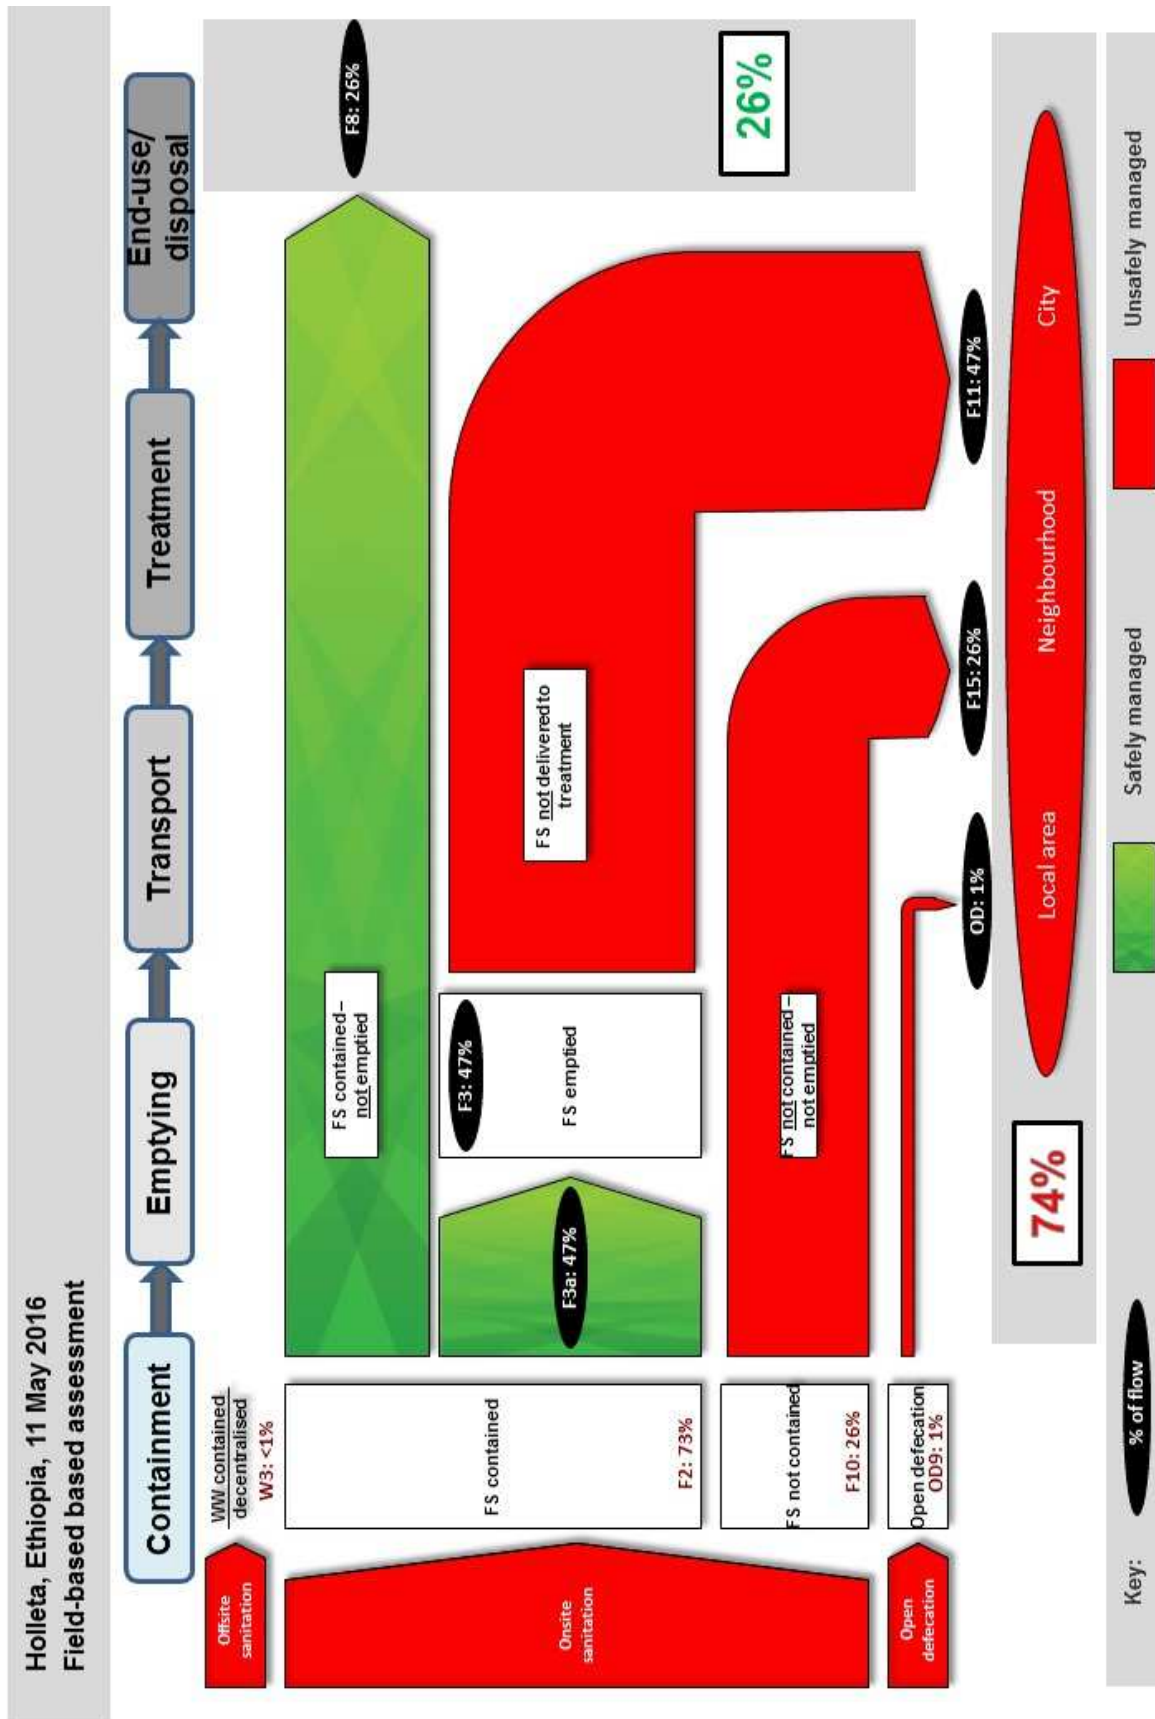 Holleta, Ethiopia, 11 May 2016
Field-based based assessment
Containment
Emptying
Transport
Treatment
End-use/
disposal
Offsite
sanitation
WW contained
decentralised
W3: <1%
Onsite
sanitation
FS contained
F2: 73%
FS contained –
not emptied
F8: 26%
F3a: 47%
F3: 47%
FS emptied
FS not delivered to
treatment
F11: 47%
26%
FS not contained
F10: 26%
FS not contained –
not emptied
F15: 26%
Open
defecation
Open defecation
OD9: 1%
OD: 1%
74%
Local area
Neighbourhood
City
Key:
% of flow
Safely managed
Unsafely managed